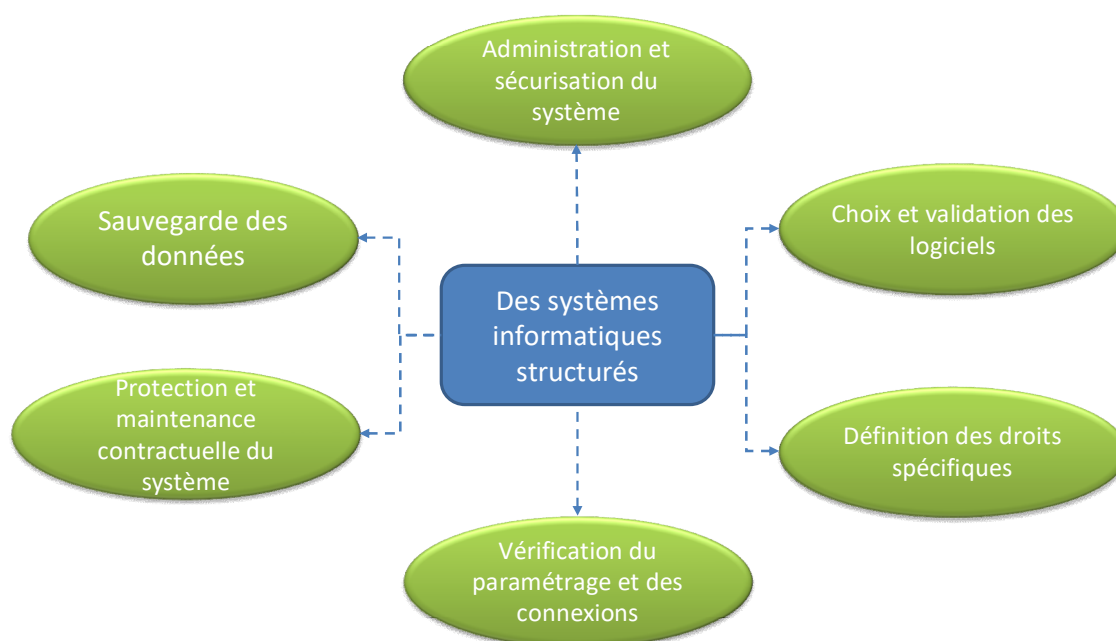 Administration et
sécurisation du
système
Sauvegarde des
données
Choix et validation des
logiciels
Des systèmes
informatiques
structurés
Protection et
maintenance
contractuelle du
système
Définition des droits
spécifiques
Vérification du
paramétrage et des
connexions